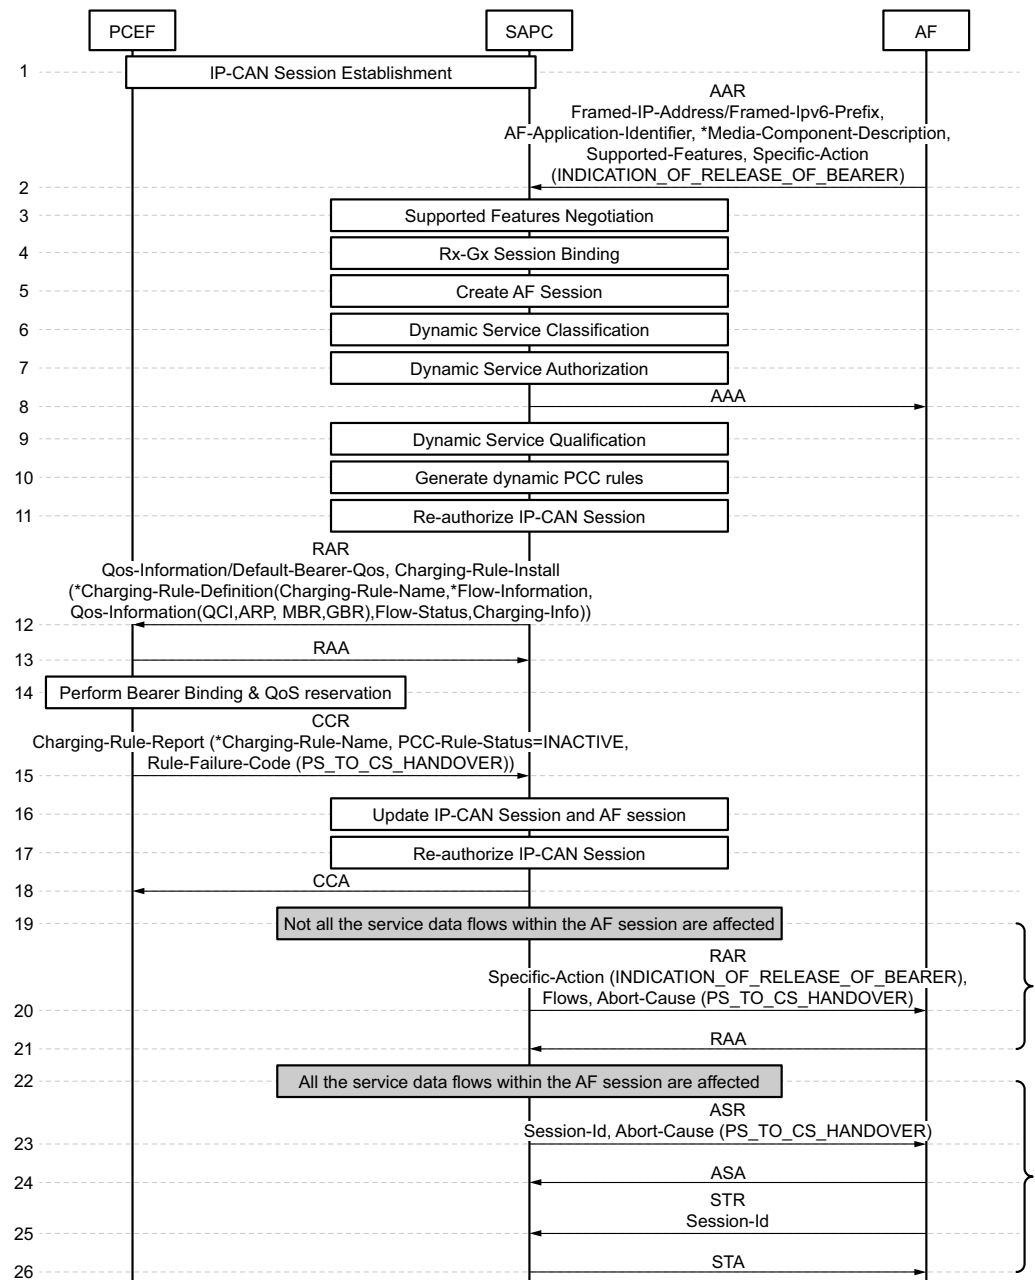 PCEF
SAPC
AF
1
IP-CAN Session Establishment
AAR
Framed-IP-Address/Framed-Ipv6-Prefix,
AF-Application-Identifier, *Media-Component-Description,
Supported-Features, Specific-Action
(INDICATION_OF_RELEASE_OF_BEARER)
2
3
Supported Features Negotiation
4
Rx-Gx Session Binding
5
Create AF Session
6
Dynamic Service Classification
7
Dynamic Service Authorization
8
AAA
9
Dynamic Service Qualification
10
Generate dynamic PCC rules
11
Re-authorize IP-CAN Session
RAR
Qos-Information/Default-Bearer-Qos, Charging-Rule-Install
(*Charging-Rule-Definition(Charging-Rule-Name,*Flow-Information,
Qos-Information(QCI,ARP, MBR,GBR),Flow-Status,Charging-Info))
12
13
RAA
14
Perform Bearer Binding & QoS reservation
CCR
Charging-Rule-Report (*Charging-Rule-Name, PCC-Rule-Status=INACTIVE,
Rule-Failure-Code (PS_TO_CS_HANDOVER))
15
16
Update IP-CAN Session and AF session
17
Re-authorize IP-CAN Session
18
CCA
19
Not all the service data flows within the AF session are affected
RAR
Specific-Action (INDICATION_OF_RELEASE_OF_BEARER),
Flows, Abort-Cause (PS_TO_CS_HANDOVER)
20
21
RAA
22
All the service data flows within the AF session are affected
ASR
Session-Id, Abort-Cause (PS_TO_CS_HANDOVER)
23
24
ASA
STR
Session-Id
25
26
STA